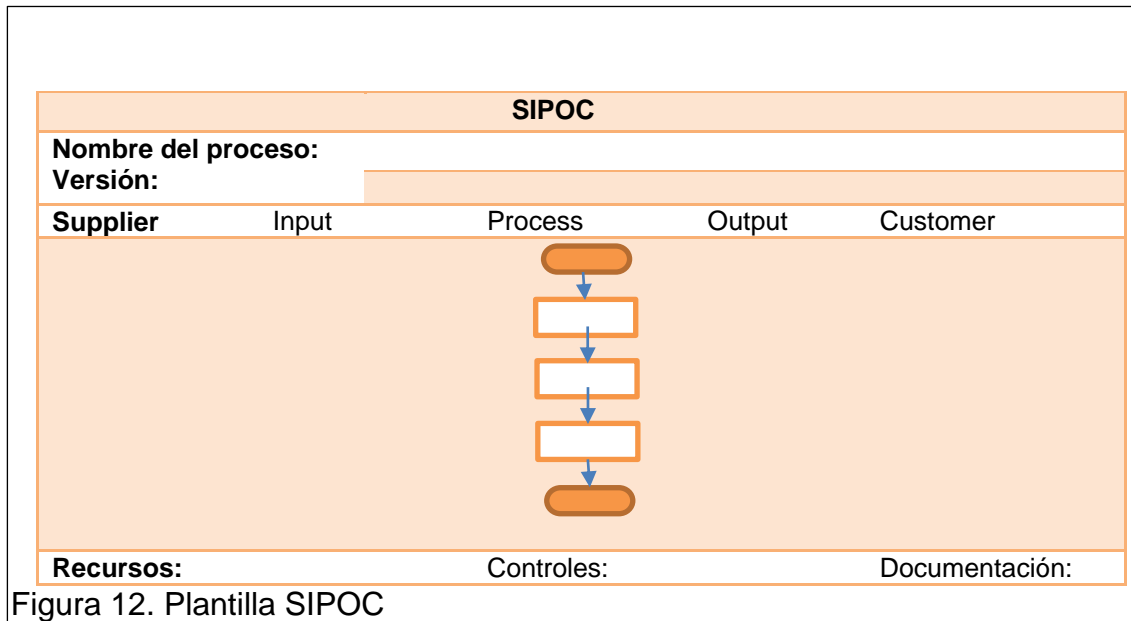 SIPOC
Nombre del proceso:
Versión:
Supplier Input Process Output Customer
Recursos: Controles: Documentación:
Figura 12. Plantilla SIPOC